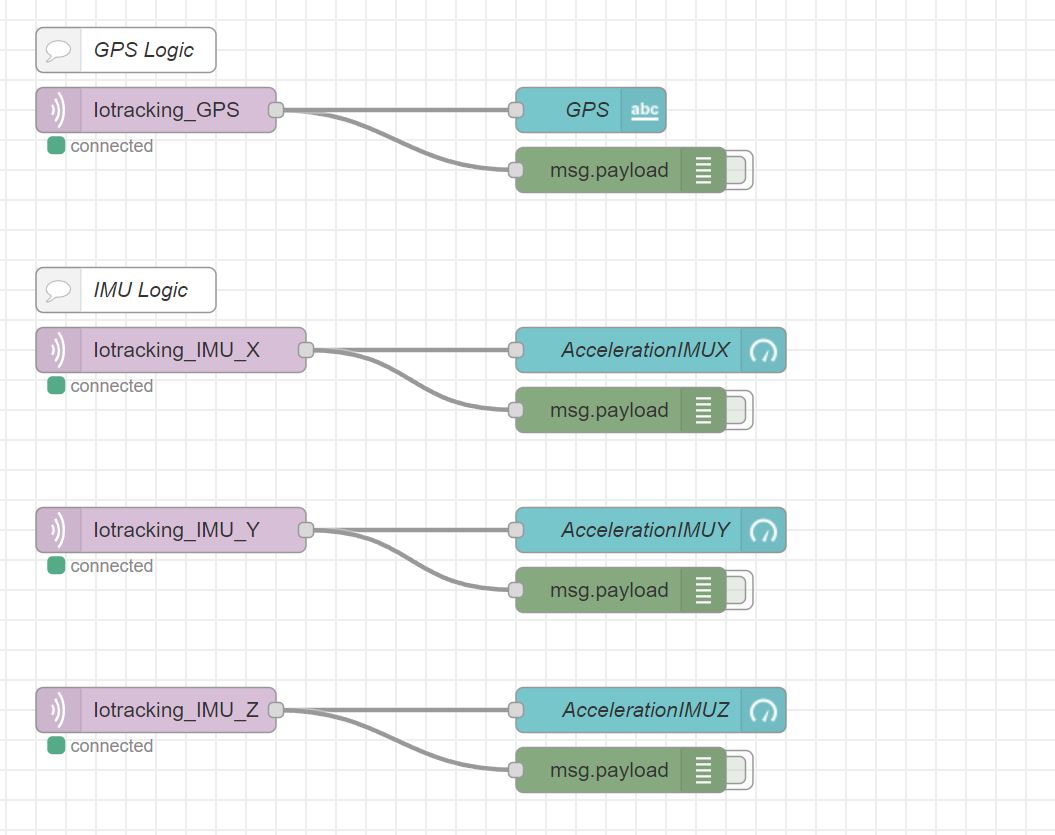 GPS Logic
Iotracking_GPS
GPS
abc
connected
msg.payload
IMU Logic
Iotracking_IMU_X
AccelerationIMUX
connected
msg.payload
Iotracking_IMU_Y
AccelerationIMUY
connected
msg.payload
Iotracking_IMU_Z
AccelerationIMUZ
connected
msg.payload